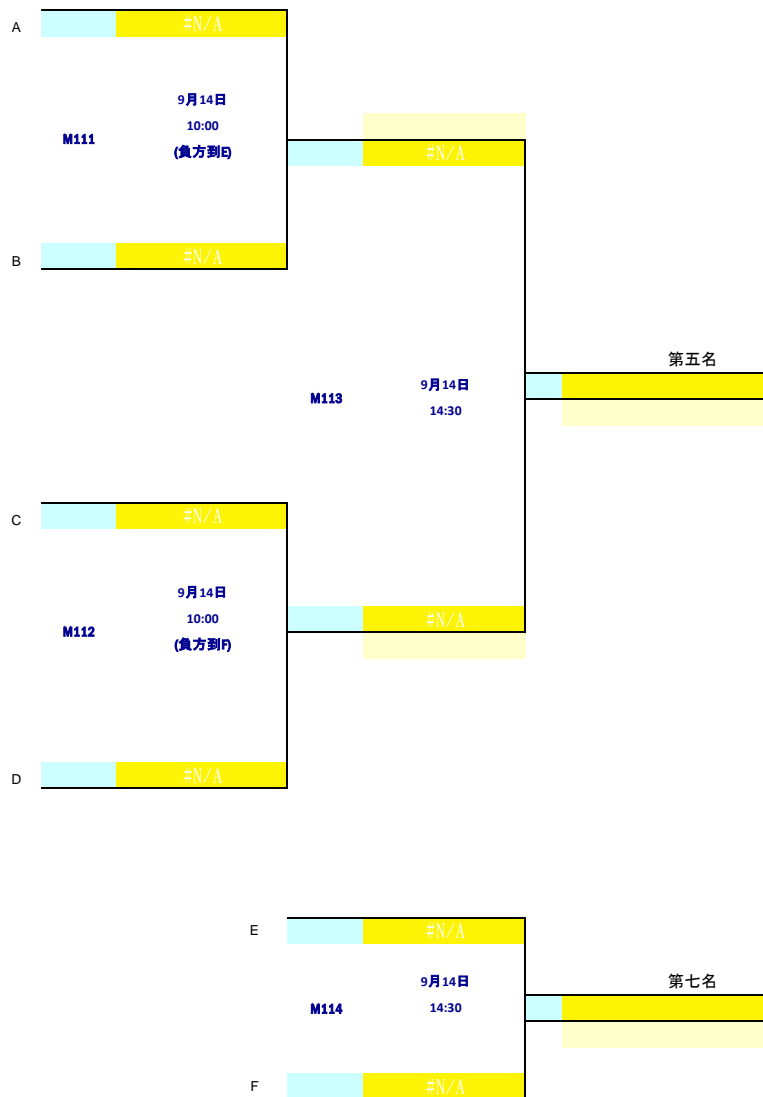 A
#N/A
9月14日
10:00
M111
(負方到E)
#N/A
B
#N/A
第五名
9月14日
M113
14:30
C
#N/A
9月14日
10:00
#N/A
M112
(負方到F)
D
#N/A
E
#N/A
9月14日
第七名
M114
14:30
F
#N/A